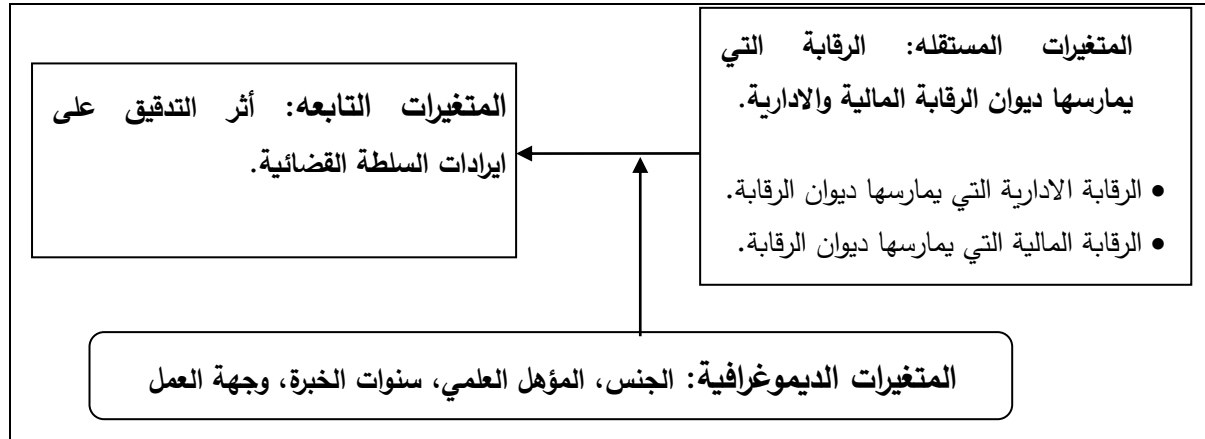 المتغيرات المستقله: الرقابة التي
يمارسها ديوان الرقابة المالية والادارية.
• الرقابة الادارية التي يمارسها ديوان الرقابة.
• الرقابة المالية التي يمارسها ديوان الرقابة.
المتغيرات التابعه: أثر التدقيق على
ايرادات السلطة القضائية.
المتغيرات الديموغرافية: الجنس، المؤهل العلمي، سنوات الخبرة، وجهة العمل